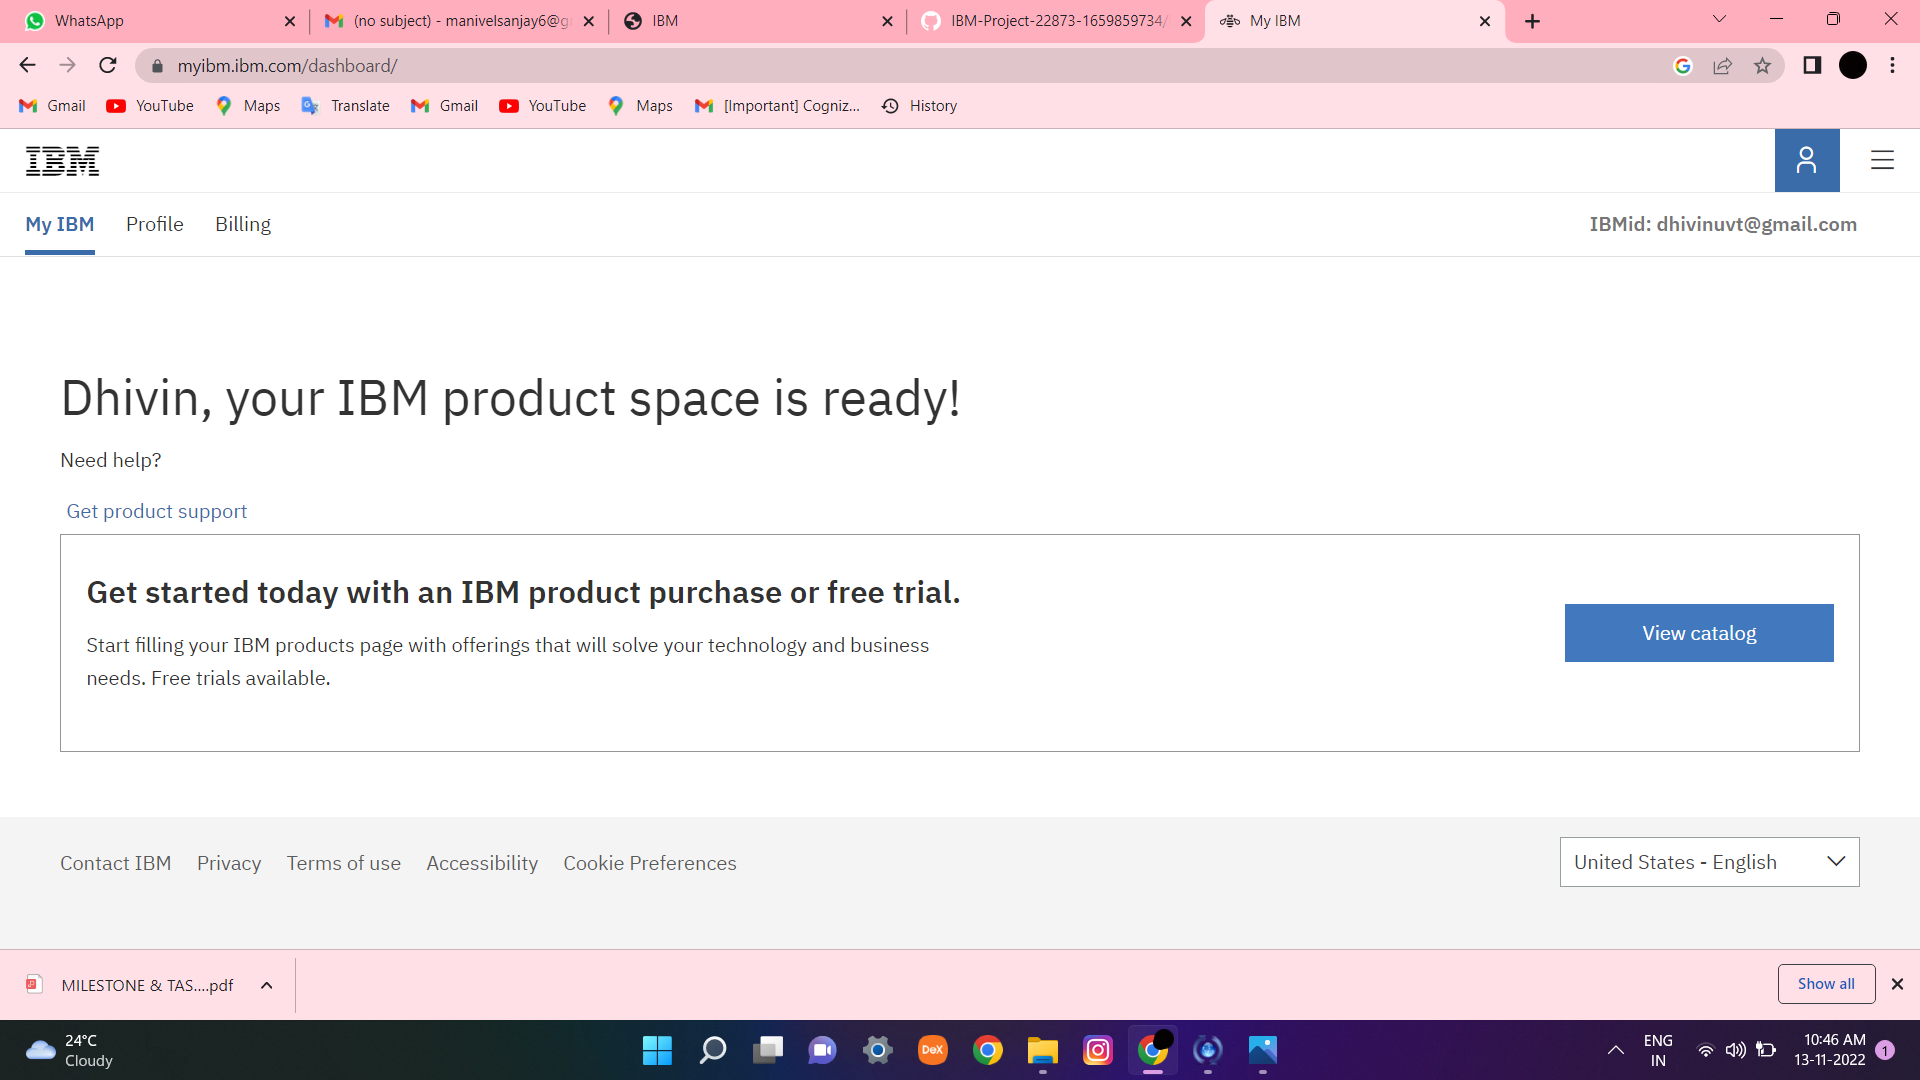 WhatsApp
(no subject) - manivelsanjay6@g
IBM
IBM-Project-22873-1659859734/
My IBM
myibm.ibm.com/dashboard/
Gmail
YouTube
Maps
Translate
Gmail
YouTube
Maps
[Important] Cogniz...
History
IBM
My IBM
Profile
Billing
IBMid: dhivinuvt@gmail.com
Dhivin, your IBM product space is ready!
Need help?
Get product support
Get started today with an IBM product purchase or free trial.
Start filling your IBM products page with offerings that will solve your technology and business
needs. Free trials available.
View catalog
Contact IBM
Privacy
Terms of use
Accessibility
Cookie Preferences
United States - English
MILESTONE & TAS....pdf
Show all
24°C
Cloudy
DeX
ENG
IN
10:46 AM
13-11-2022
1